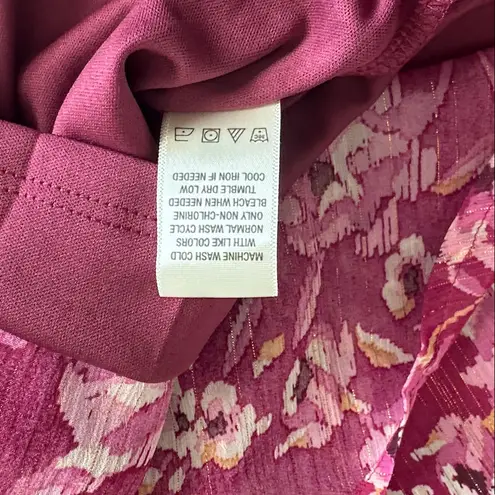 MACHINE WASH COLD
WITH LIKE COLORS
NORMAL WASH CYCLE
ONLY NON-CHLORINE
BLEACH WHEN NEEDED
TUMBLE DRY LOW
COOL IRON IF NEEDED
30C